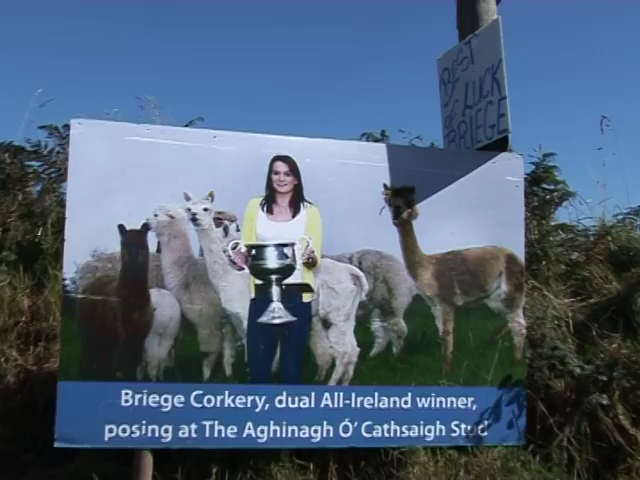 BEST
OF LUCK
BRIEGE
Briege Corkery, dual All-Ireland winner,
posing at The Aghinagh Ó' Cathsaigh Stud